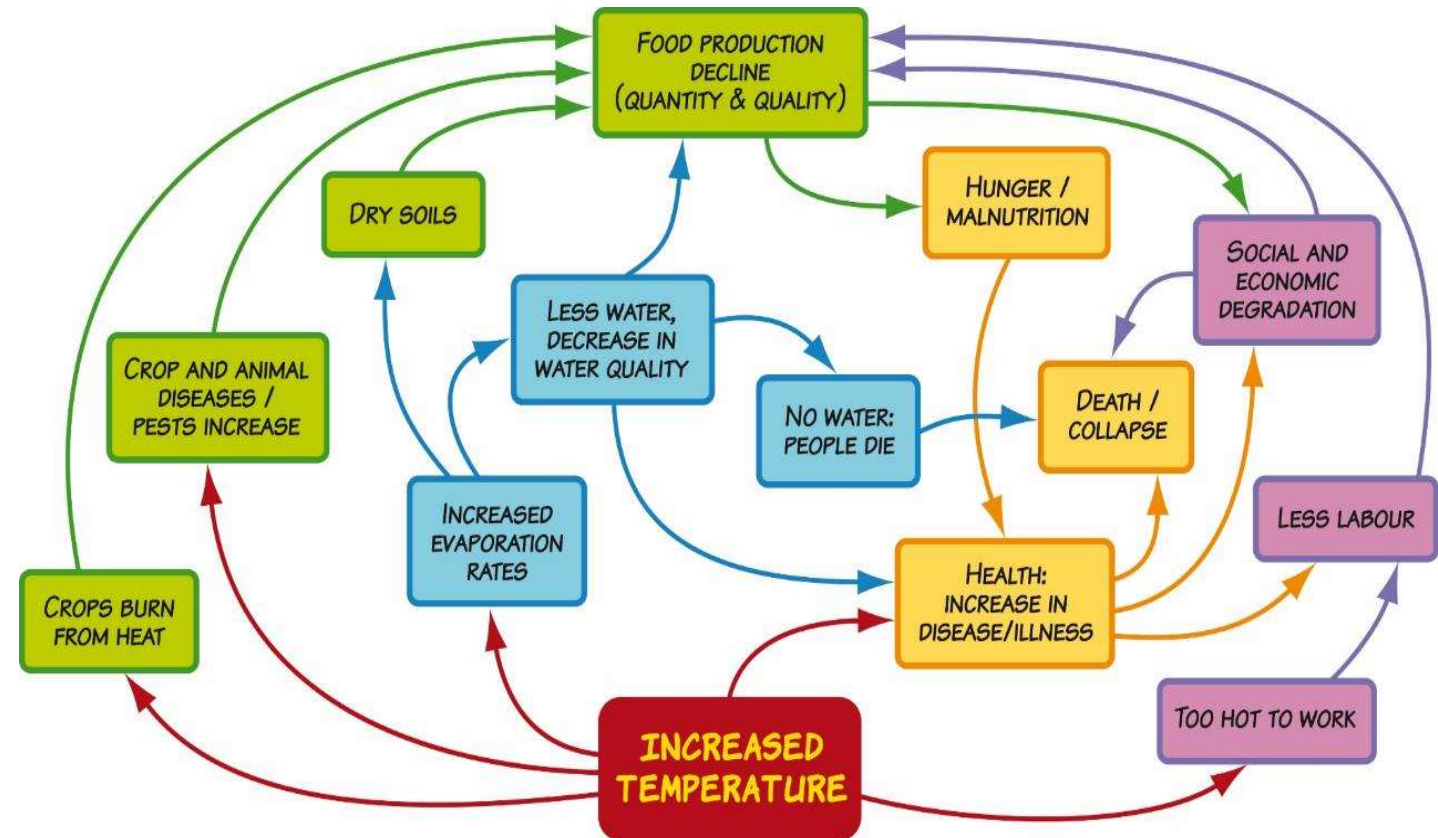 FOOD PRODUCTION
DECLINE
(QUANTITY & QUALITY)
HUNGER /
MALNUTRITION
DRY SOILS
SOCIAL AND
ECONOMIC
DEGRADATION
LESS WATER,
DECREASE IN
WATER QUALITY
CROP AND ANIMAL
DISEASES /
PESTS INCREASE
NO WATER:
PEOPLE DIE
DEATH /
COLLAPSE
INCREASED
EVAPORATION
RATES
LESS LABOUR
HEALTH:
INCREASE IN
DISEASE/ILLNESS
CROPS BURN
FROM HEAT
TOO HOT TO WORK
INCREASED
TEMPERATURE